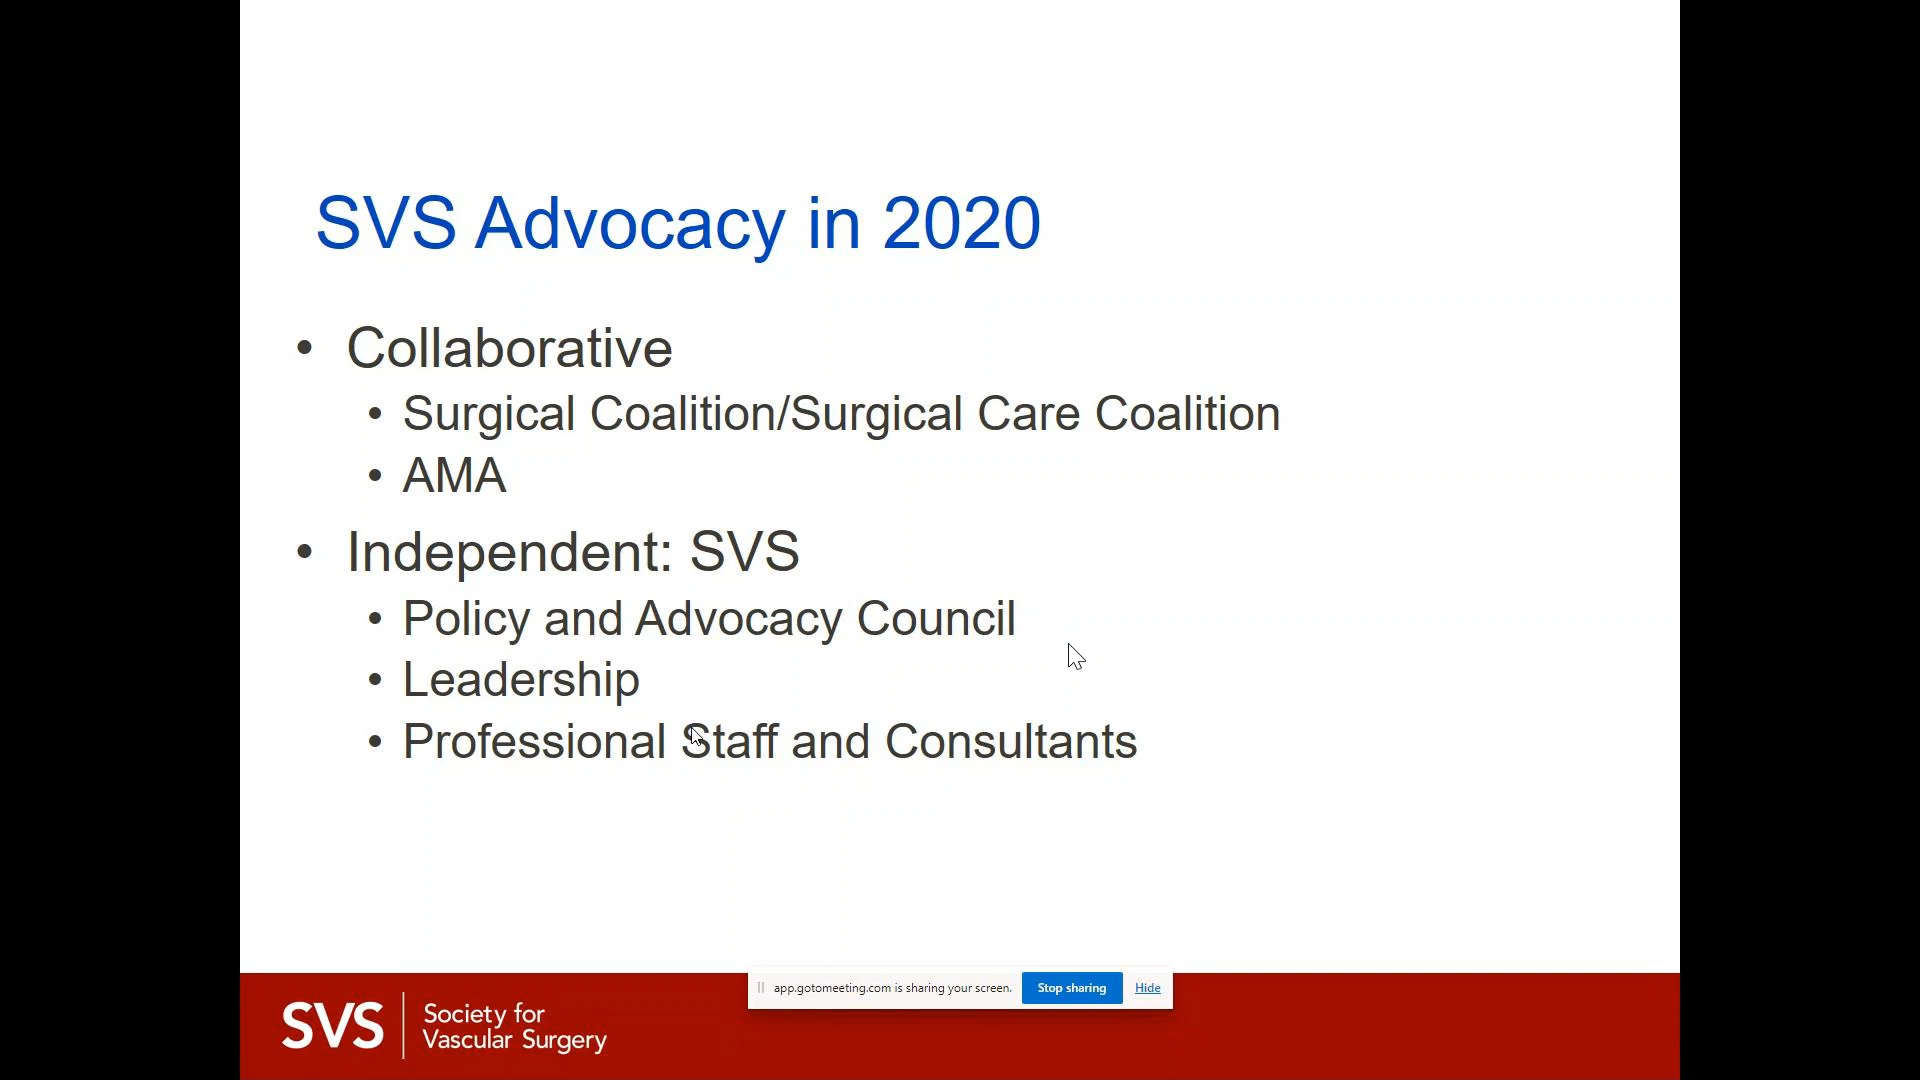 SVS Advocacy in 2020
• Collaborative
• Surgical Coalition/Surgical Care Coalition
• AMA
• Independent: SVS
• Policy and Advocacy Council
• Leadership
• Professional Staff and Consultants
app.gotomeeting.com is sharing your screen. Stop sharing Hide
SVS
Society for
Vascular Surgery